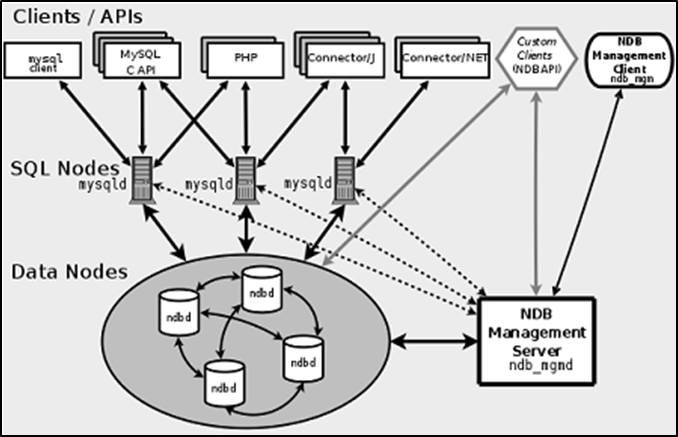 Clients / APIs
mysql
client
MySQL
C API
PHP
Connector/J
Connector/NET
Custom
Clients
(NDBAPI)
NDB
Management
Client
ndb_mgm
SQL Nodes
mysqld
mysqld
mysqld
Data Nodes
ndbd
ndbd
ndbd
ndbd
NDB
Management
Server
ndb_mgmd